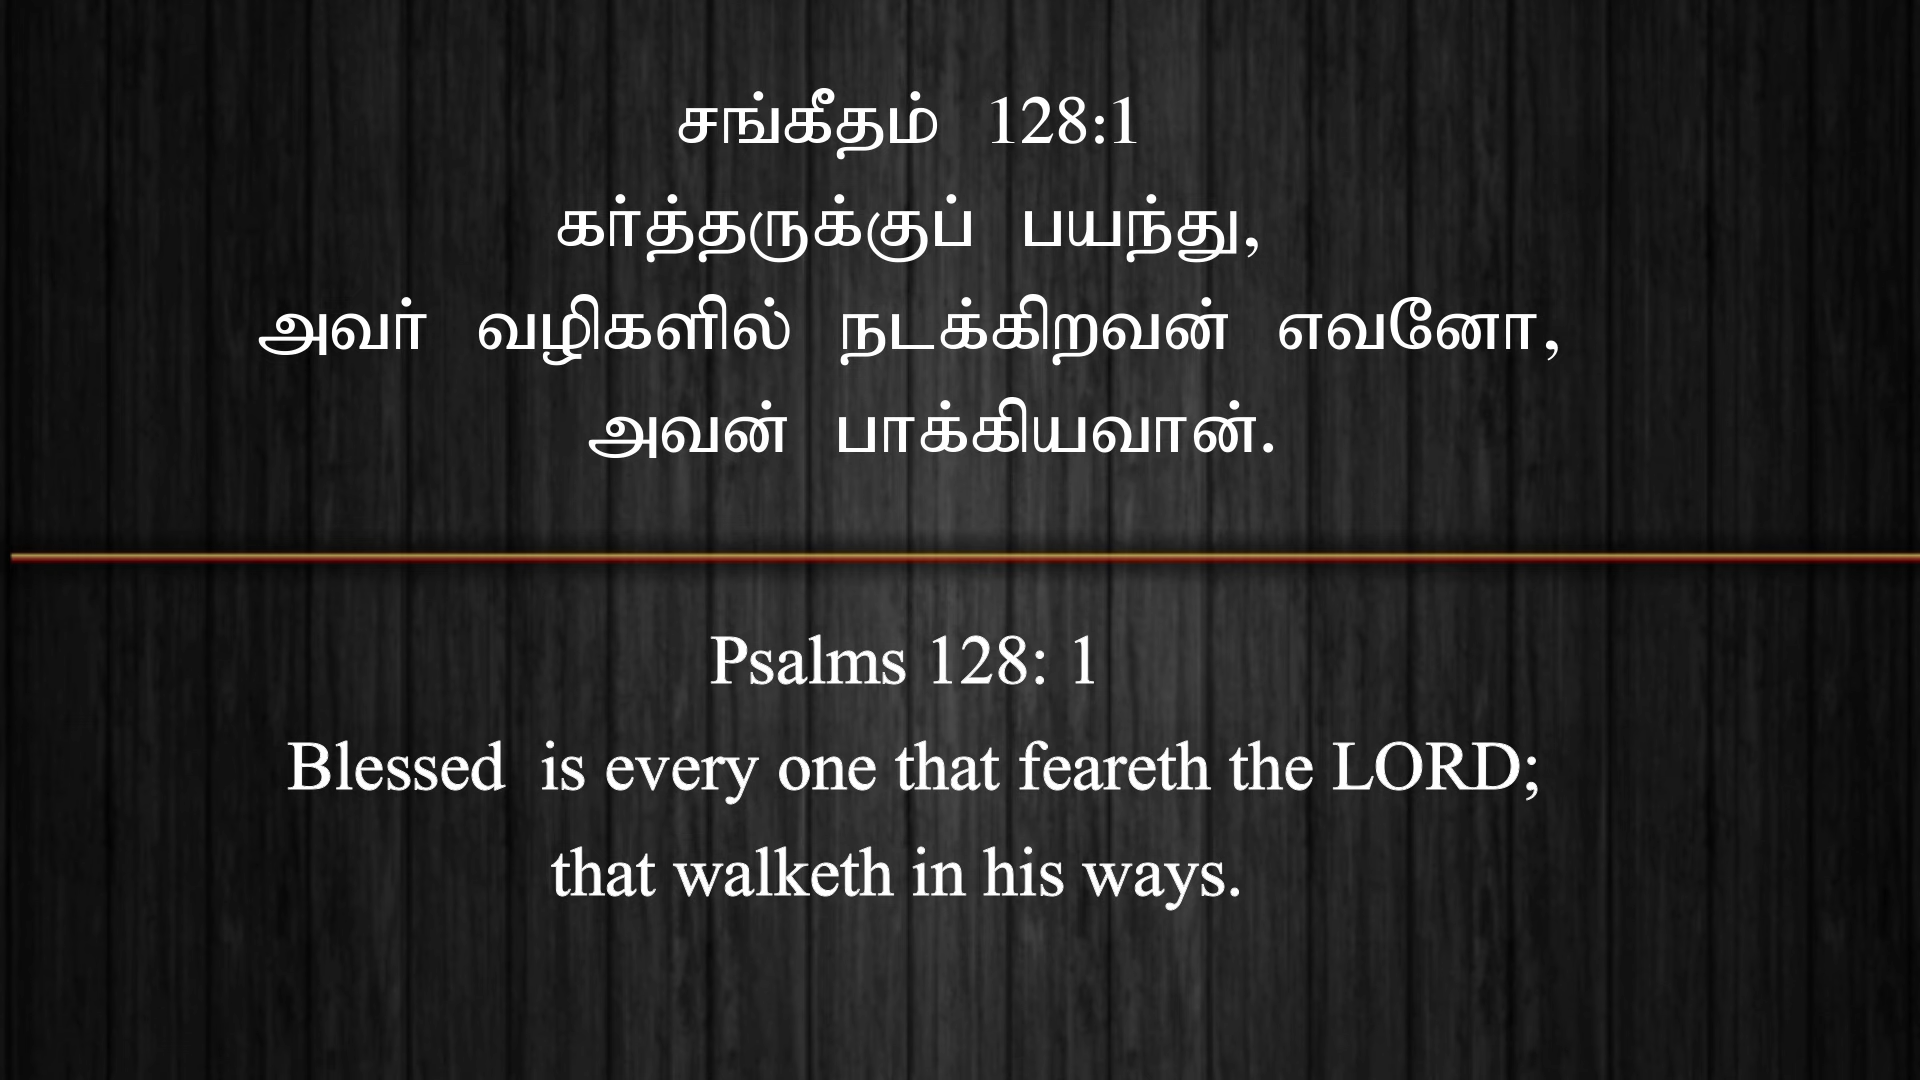 சங்கீதம் 128:1
கர்த்தருக்குப் பயந்து,
அவர் வழிகளில் நடக்கிறவன் எவனோ,
அவன் பாக்கியவான்.
Psalms 128: 1
Blessed  is every one that feareth the LORD;
that walketh in his ways.